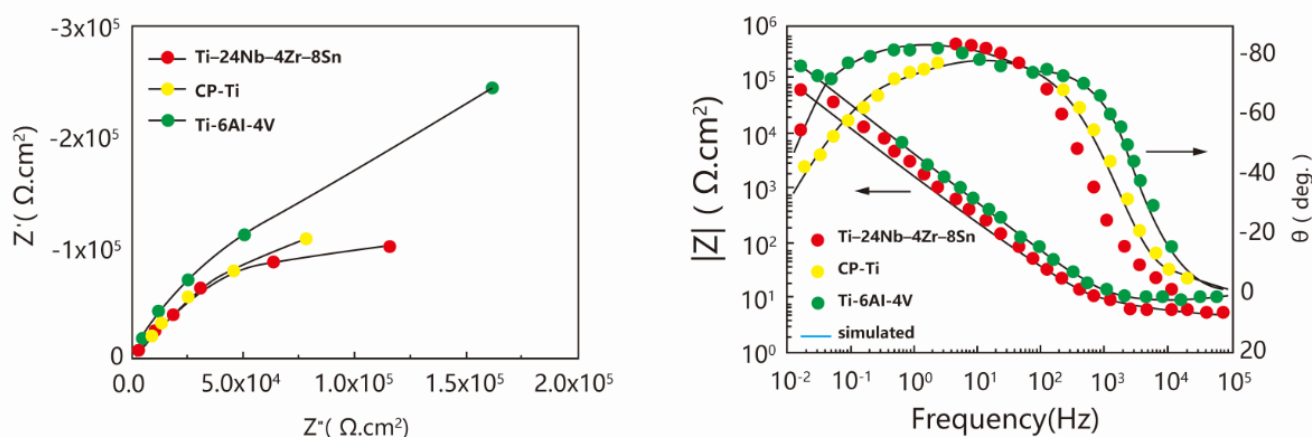 -3x10⁵
-2x10⁵
-1x10⁵
0
Z'( Ω.cm²)
Ti–24Nb–4Zr–8Sn
CP-Ti
Ti-6Al-4V
0.0
5.0x10⁴
1.0x10⁵
1.5x10⁵
2.0x10⁵
Z"( Ω.cm²)
10⁶
10⁵
10⁴
10³
10²
10¹
10⁰
|Z| ( Ω.cm²)
Ti–24Nb–4Zr–8Sn
CP-Ti
Ti-6Al-4V
simulated
-80
-60
-40
-20
0
20
θ ( deg. )
10⁻²
10⁻¹
10⁰
10¹
10²
10³
10⁴
10⁵
Frequency(Hz)